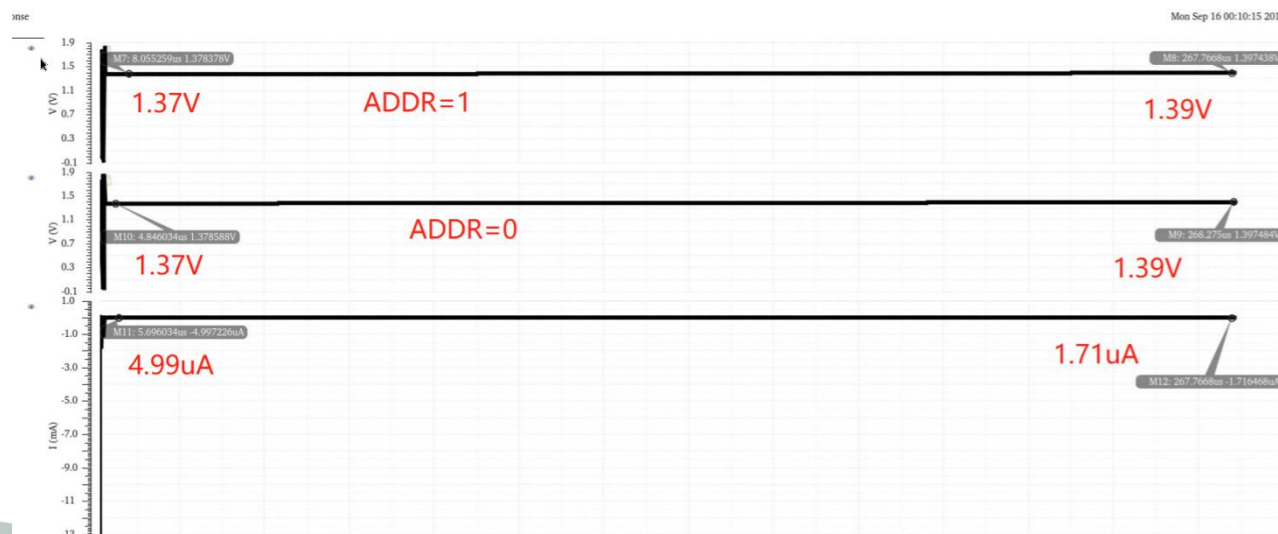 onse
Mon Sep 16 00:10:15 201
1.9
1.5
1.1
0.7
0.3
-0.1
V (V)
M7: 8.055259us 1.378378V
M8: 267.7668us 1.397438V
1.37V
ADDR=1
1.39V
1.9
1.5
1.1
0.7
0.3
-0.1
V (V)
M10: 4.846034us 1.378588V
M9: 268.275us 1.397484V
ADDR=0
1.37V
1.39V
1.0
-1.0
-3.0
-5.0
-7.0
-9.0
-11
-13
I (mA)
M11: 5.696034us -4.997226uA
4.99uA
1.71uA
M12: 267.7668us -1.716468uA